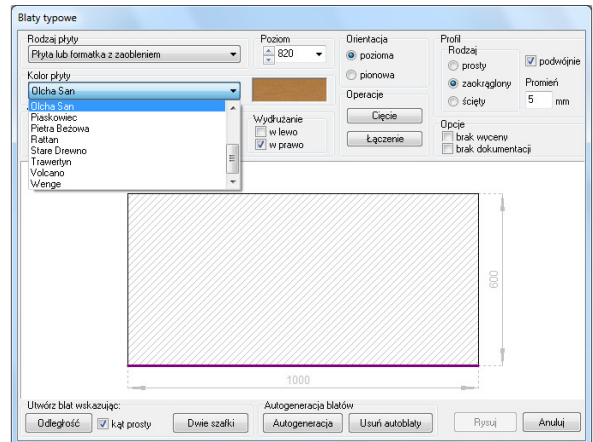 Blaty typowe
Rodzaj płyty
Płyta lub formatka z zaobleniem
Kolor płyty
Olcha San
Olcha San
Piaskowiec
Pietra Beżowa
Rattan
Stare Drewno
Trawertyn
Volcano
Wenge
Poziom
820
Wydłużanie
w lewo
w prawo
Orientacja
pozioma
pionowa
Operacje
Cięcie
Łączenie
Profil
Rodzaj
prosty
zaokrąglony
ścięty
podwójnie
Promień
5 mm
Opcje
brak wyceny
brak dokumentacji
600
1000
Utwórz blat wskazując:
Odległość kąt prosty Dwie szafki
Autogeneracja blatów
Autogeneracja Usuń autoblaty
Rysuj Anuluj